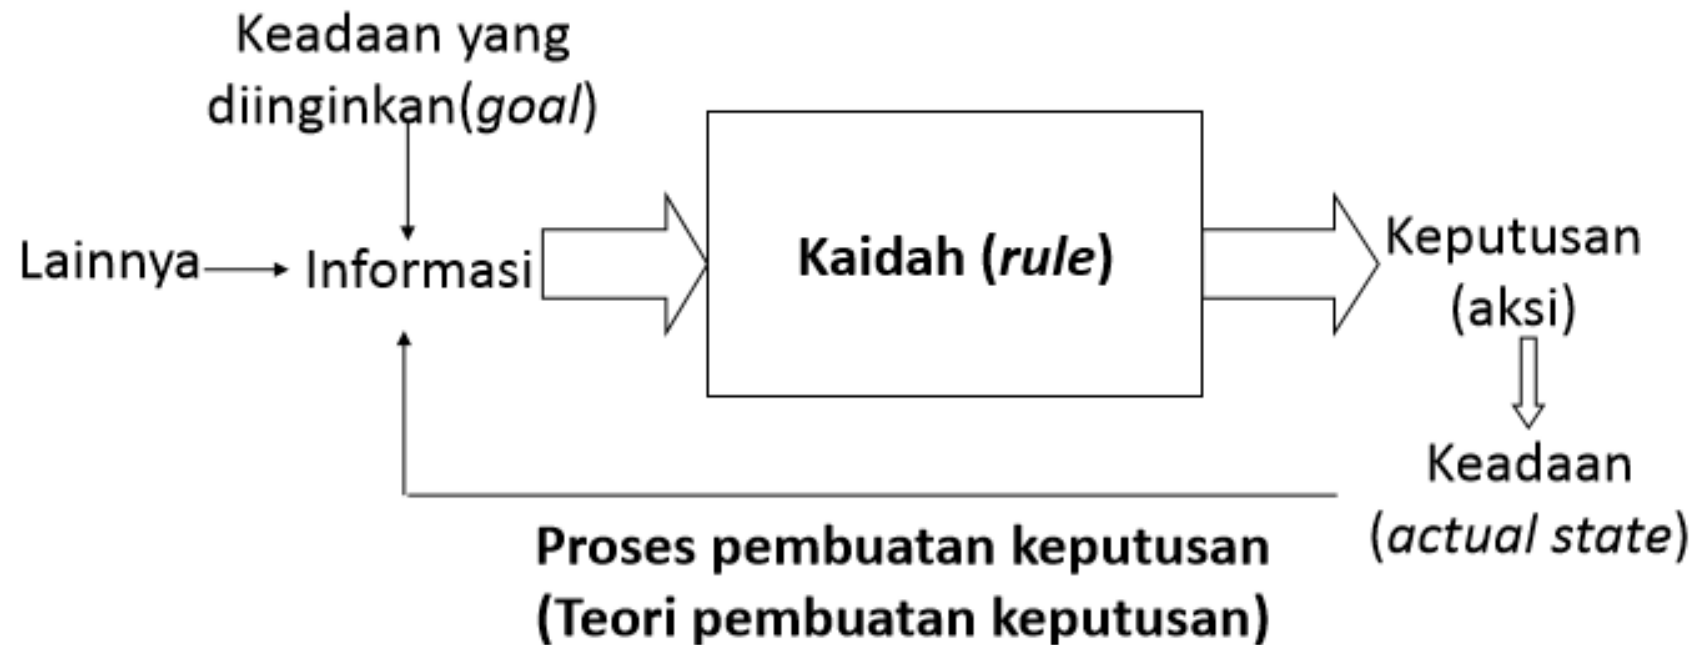 Keadaan yang
diinginkan(goal)
Lainnya
Informasi
Kaidah (rule)
Keputusan
(aksi)
Keadaan
(actual state)
Proses pembuatan keputusan
(Teori pembuatan keputusan)